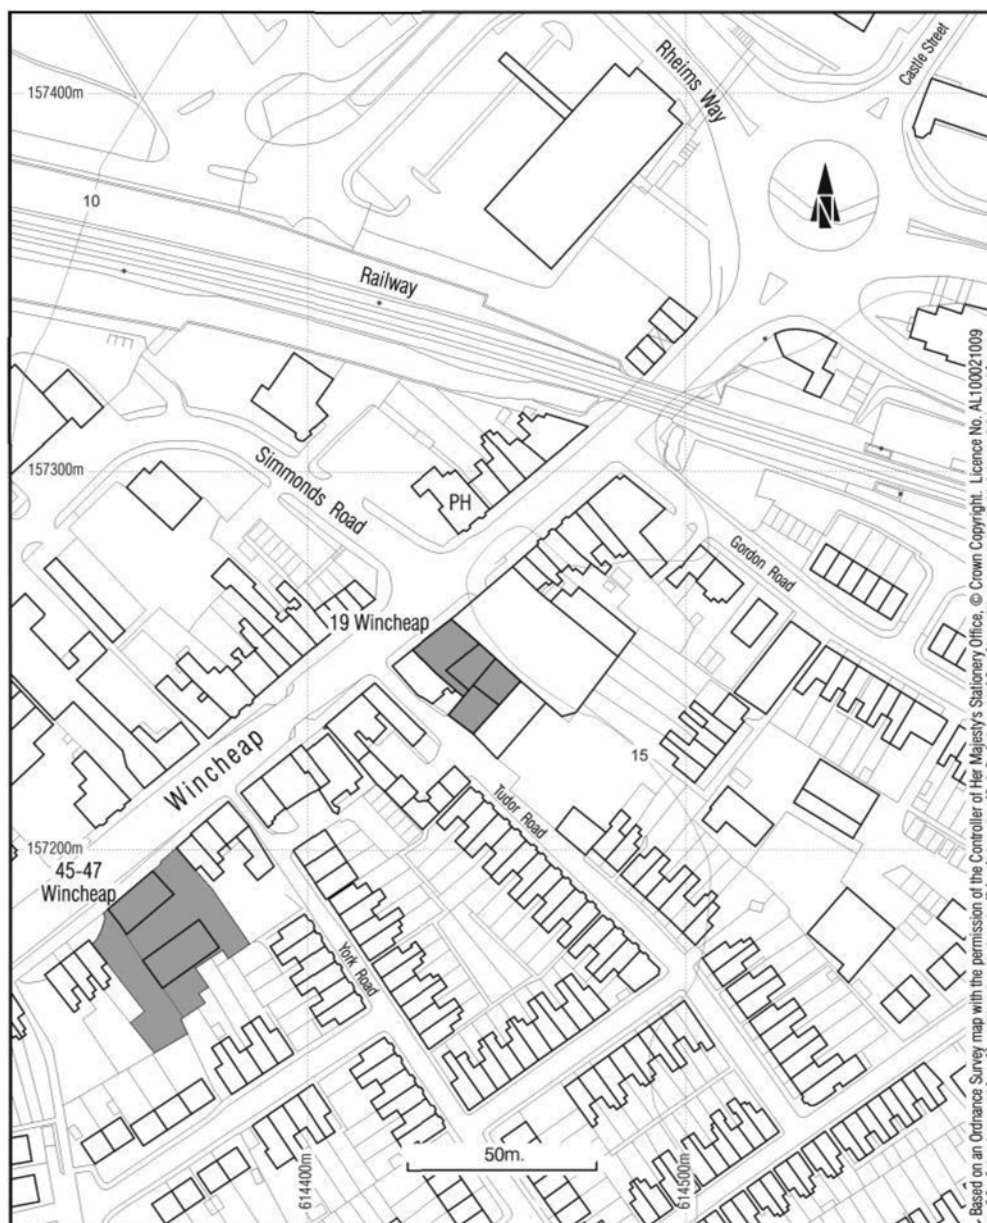 Rheims Way
Castle Street
157400m
N
10
Railway
157300m
Simmonds Road
PH
Gordon Road
19 Wincheap
Wincheap
15
Tudor Road
157200m
45-47
Wincheap
York Road
50m.
614400m
614500m
Based on an Ordnance Survey map with the permission of the Controller of Her Majesty's Stationery Office, © Crown Copyright. Licence No. AL100021009